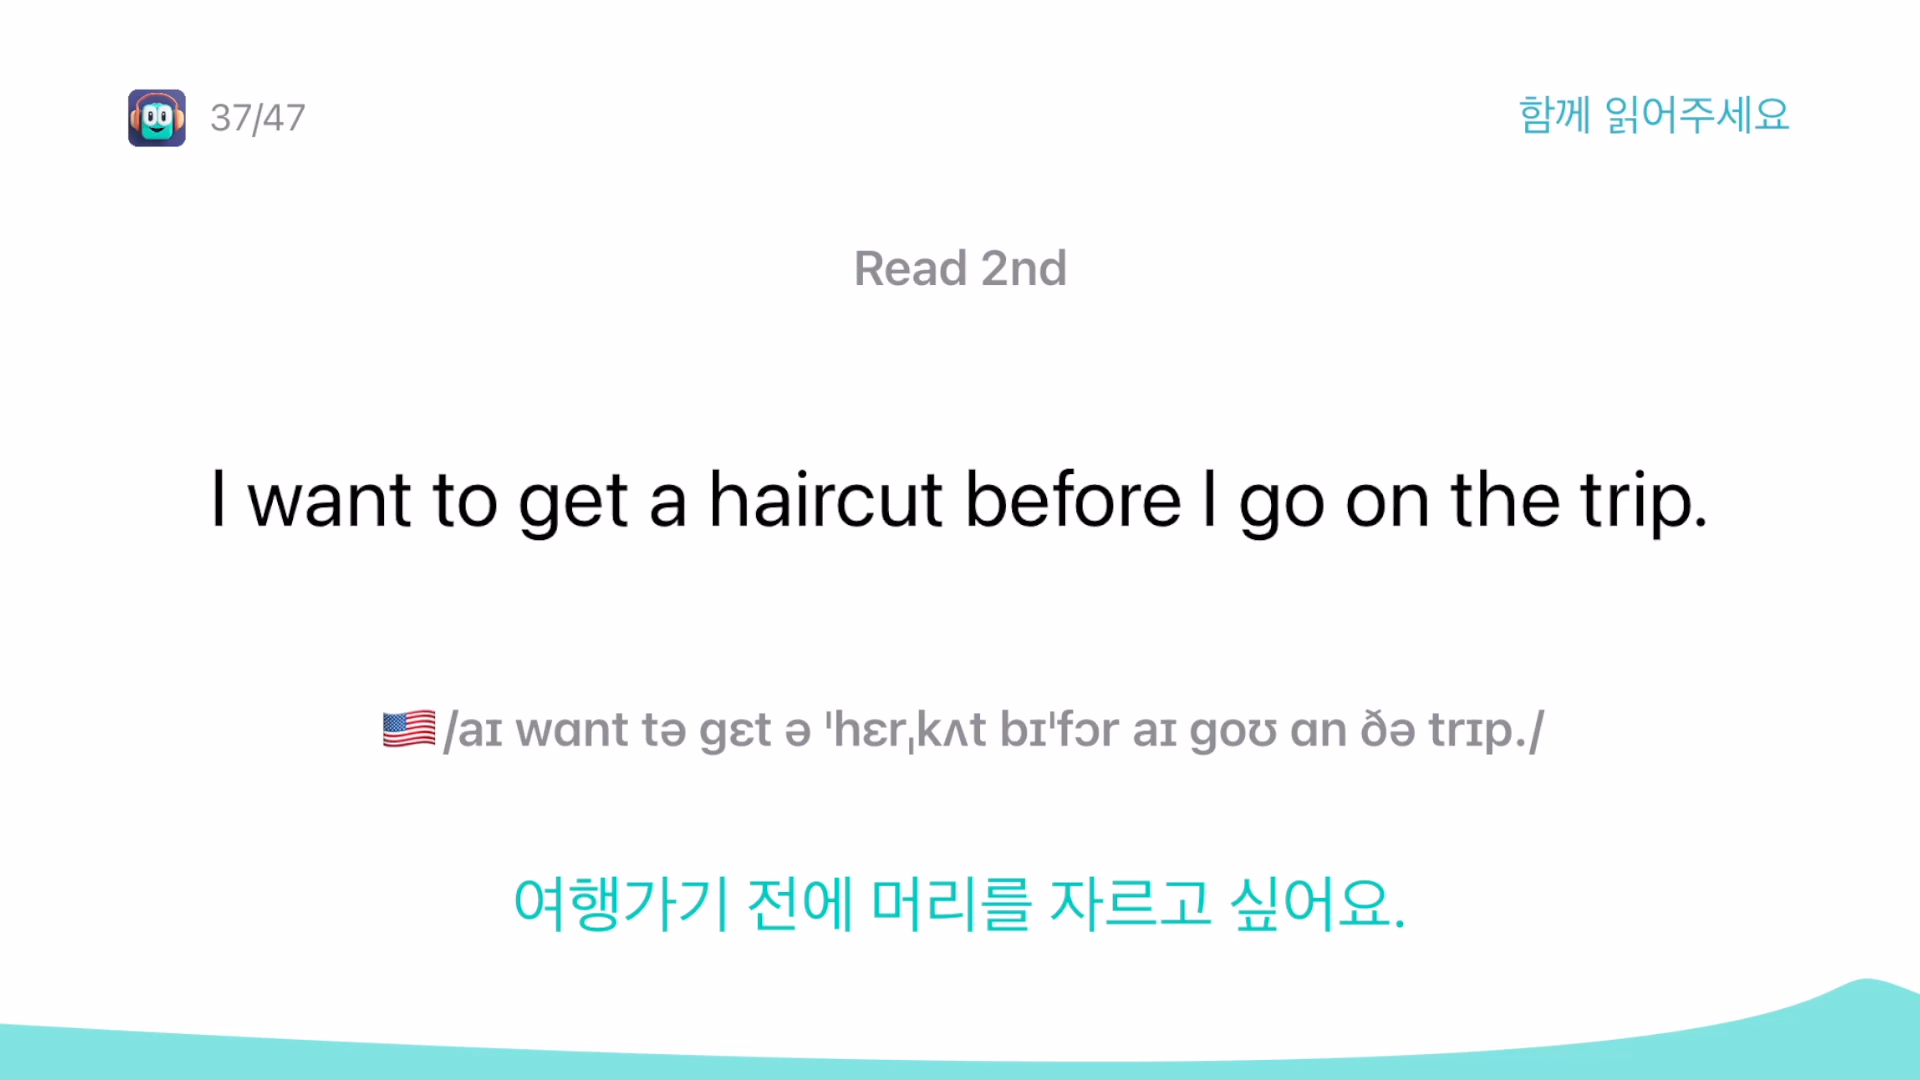 37/47
함께 읽어주세요
Read 2nd
I want to get a haircut before I go on the trip.
/aɪ wɑnt tə gɛt ə ˈhɛrˌkʌt bɪˈfɔr aɪ goʊ ɑn ðə trɪp./
여행가기 전에 머리를 자르고 싶어요.